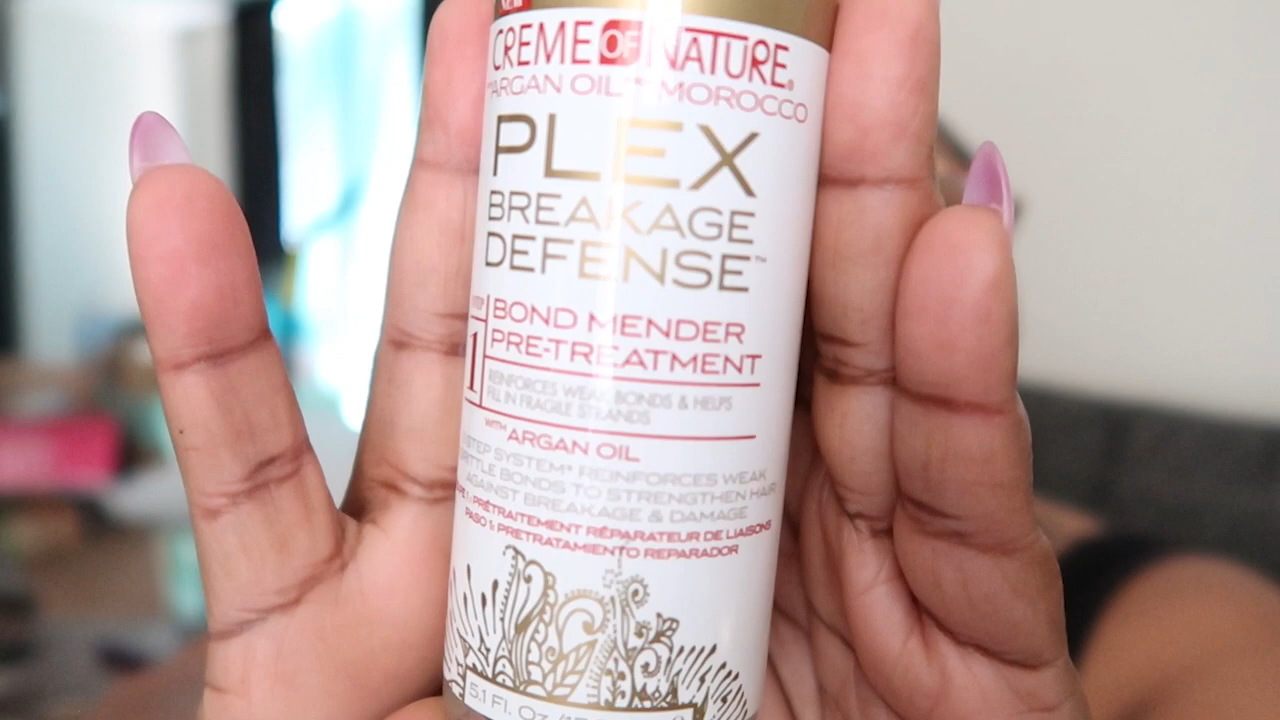 NEW
CREME OF NATURE®
ARGAN OIL MOROCCO
PLEX
BREAKAGE
DEFENSE™
STEP
1
BOND MENDER
PRE-TREATMENT
REINFORCES WEAK BONDS & HELPS
FILL IN FRAGILE STRANDS
WITH ARGAN OIL
STEP SYSTEM* REINFORCES WEAK
BONDS TO STRENGTHEN HAIR
AGAINST BREAKAGE & DAMAGE
1: PRÉTRAITEMENT RÉPARATEUR DE LIAISONS
PASO 1: PRETRATAMIENTO REPARADOR
5.1 Fl. Oz.